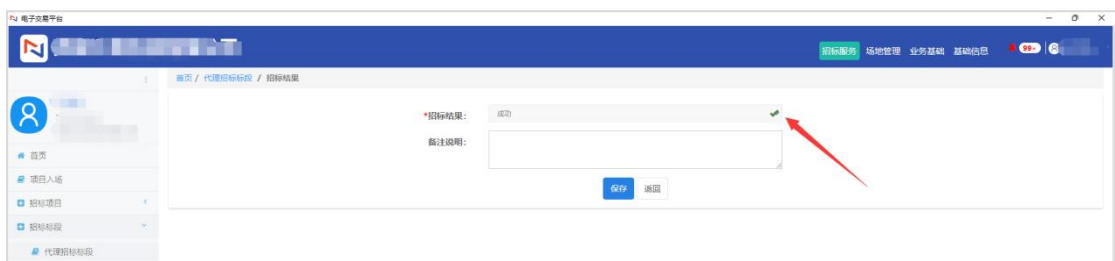 电子交易平台
招标服务 场地管理 业务基础 基础信息 99+
首页 / 代理招标标段 / 招标结果
*招标结果： 成功
备注说明：
保存 返回
首页
项目入场
招标项目
招标标段
代理招标标段